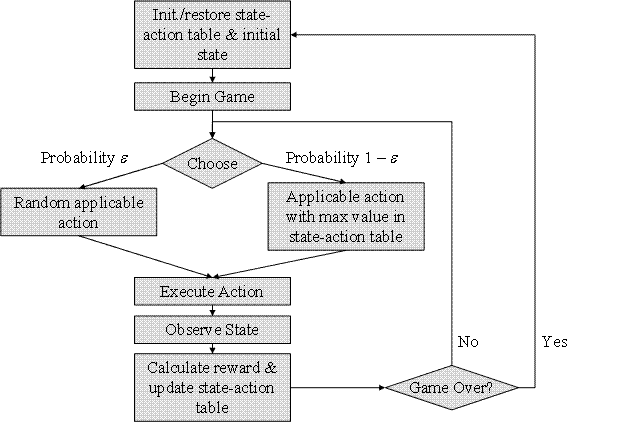 Init./restore state-
action table & initial
state
Begin Game
Probability ε
Choose
Probability 1 – ε
Random applicable
action
Applicable action
with max value in
state-action table
Execute Action
Observe State
Calculate reward &
update state-action
table
Game Over?
No
Yes